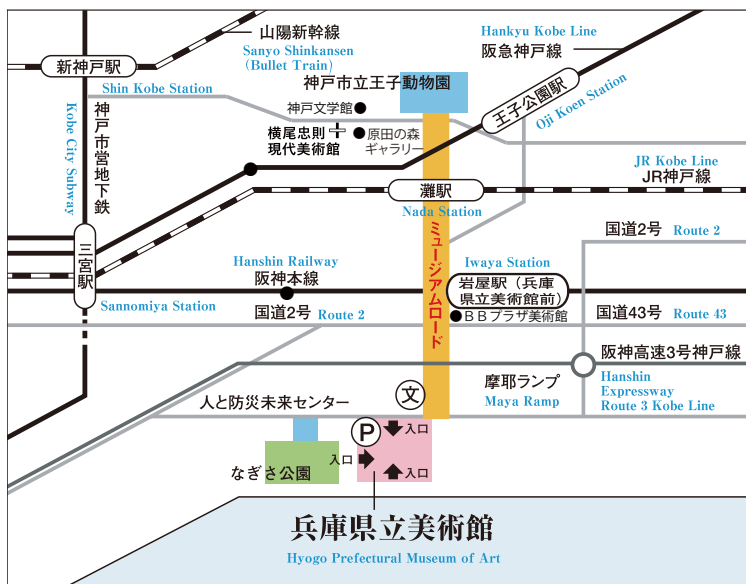 山陽新幹線
Sanyo Shinkansen
(Bullet Train)
Hankyu Kobe Line
阪急神戸線
新神戸駅
Shin Kobe Station
神戸市立王子動物園
神戸文学館
王子公園駅
Oji Koen Station
横尾忠則
現代美術館
原田の森
ギャラリー
神戸市営地下鉄
Kobe City Subway
JR Kobe Line
JR神戸線
灘駅
Nada Station
ミュージアムロード
国道2号 Route 2
三宮駅
Sannomiya Station
Hanshin Railway
阪神本線
Iwaya Station
岩屋駅（兵庫
県立美術館前）
国道2号 Route 2
BBプラザ美術館
国道43号 Route 43
阪神高速3号神戸線
Hanshin
Expressway
Route 3 Kobe Line
摩耶ランプ
Maya Ramp
人と防災未来センター
文
P
入口
入口
入口
なぎさ公園
兵庫県立美術館
Hyogo Prefectural Museum of Art